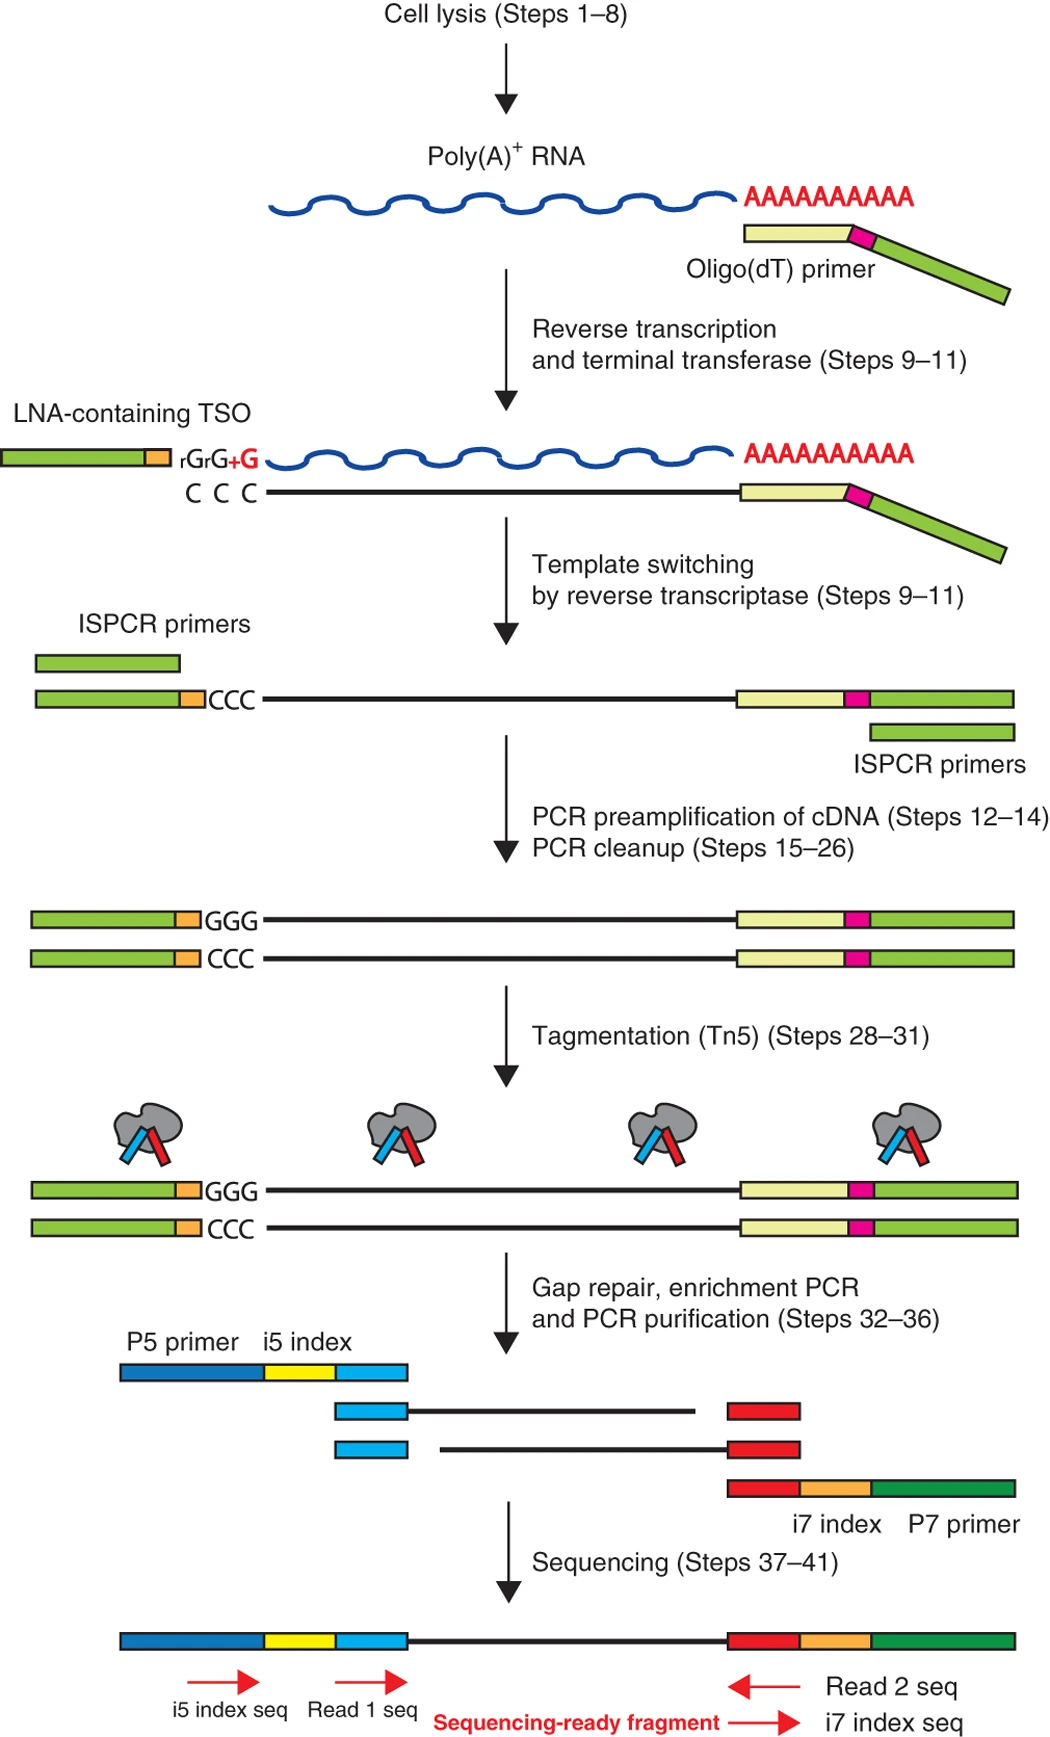 Cell lysis (Steps 1–8)
Poly(A)+ RNA
AAAAAAAAAA
Oligo(dT) primer
Reverse transcription
and terminal transferase (Steps 9–11)
LNA-containing TSO
rGrG+G
AAAAAAAAAA
C C C
Template switching
by reverse transcriptase (Steps 9–11)
ISPCR primers
CCC
ISPCR primers
PCR preamplification of cDNA (Steps 12–14)
PCR cleanup (Steps 15–26)
GGG
CCC
Tagmentation (Tn5) (Steps 28–31)
GGG
CCC
Gap repair, enrichment PCR
and PCR purification (Steps 32–36)
P5 primer i5 index
i7 index P7 primer
Sequencing (Steps 37–41)
i5 index seq Read 1 seq
Read 2 seq
Sequencing-ready fragment
i7 index seq